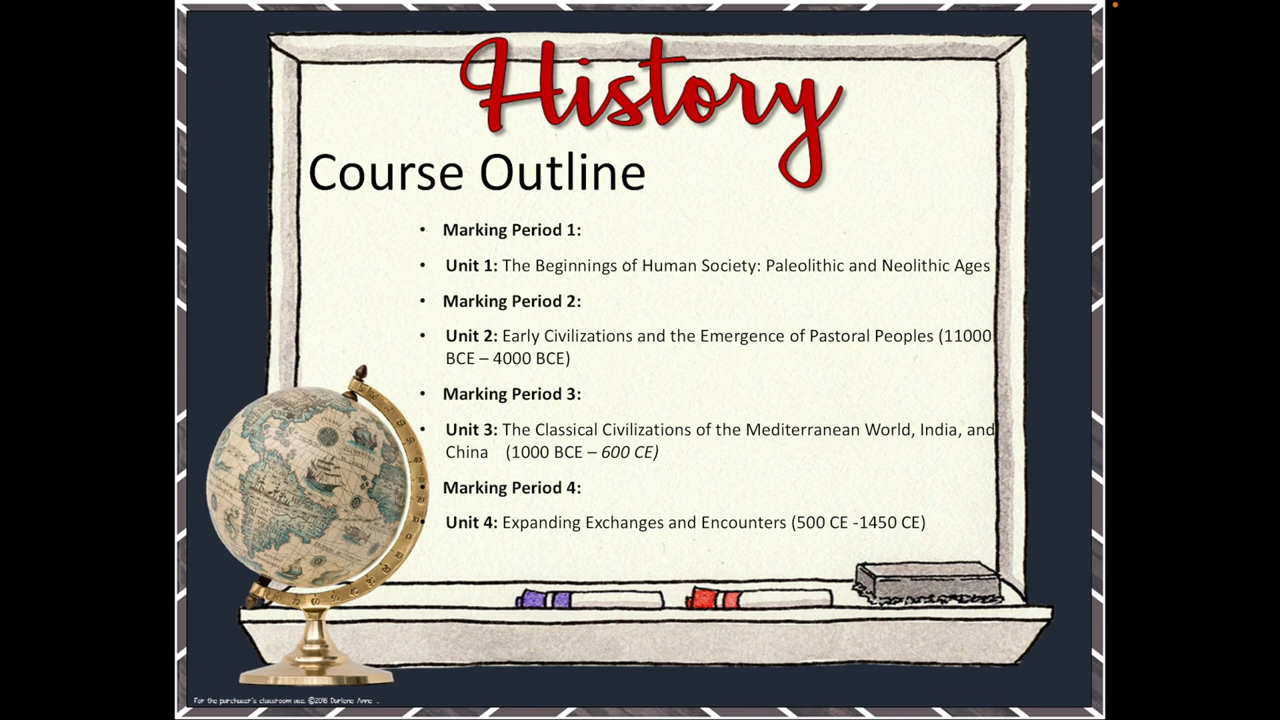 History
Course Outline
• Marking Period 1:
• Unit 1: The Beginnings of Human Society: Paleolithic and Neolithic Ages
• Marking Period 2:
• Unit 2: Early Civilizations and the Emergence of Pastoral Peoples (11000
BCE – 4000 BCE)
• Marking Period 3:
• Unit 3: The Classical Civilizations of the Mediterranean World, India, and
China (1000 BCE – 600 CE)
• Marking Period 4:
• Unit 4: Expanding Exchanges and Encounters (500 CE -1450 CE)
For the purchaser's classroom use. ©2016 Darlene Anne .